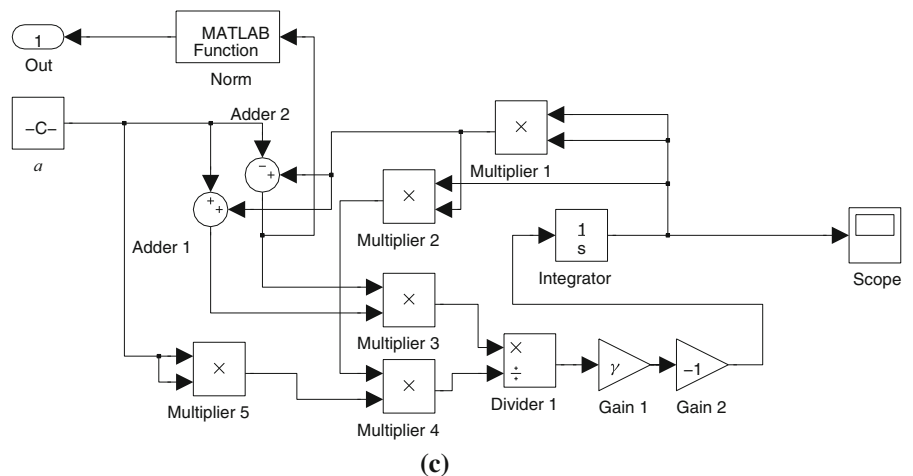 1
Out
MATLAB
Function
Norm
–C–
a
Adder 2
– +
+ +
Adder 1
×
Multiplier 1
×
Multiplier 2
1
s
Integrator
Scope
×
Multiplier 3
×
Multiplier 5
×
Multiplier 4
×
÷
Divider 1
γ
Gain 1
–1
Gain 2
(c)